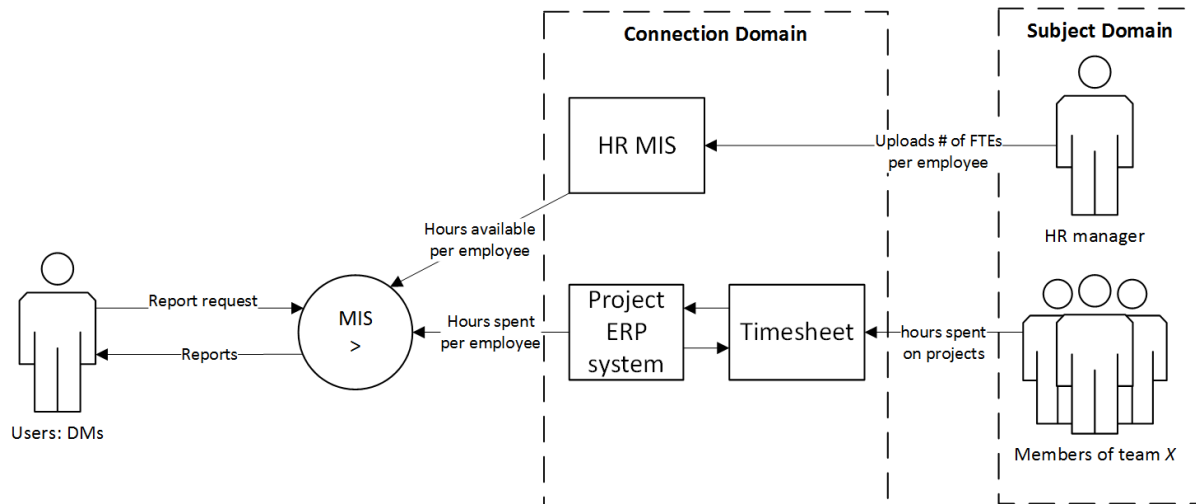 Connection Domain
Subject Domain
HR MIS
Uploads # of FTEs
per employee
HR manager
Hours available
per employee
Report request
MIS
>
Reports
Hours spent
per employee
Project
ERP
system
Timesheet
hours spent
on projects
Users: DMs
Members of team X